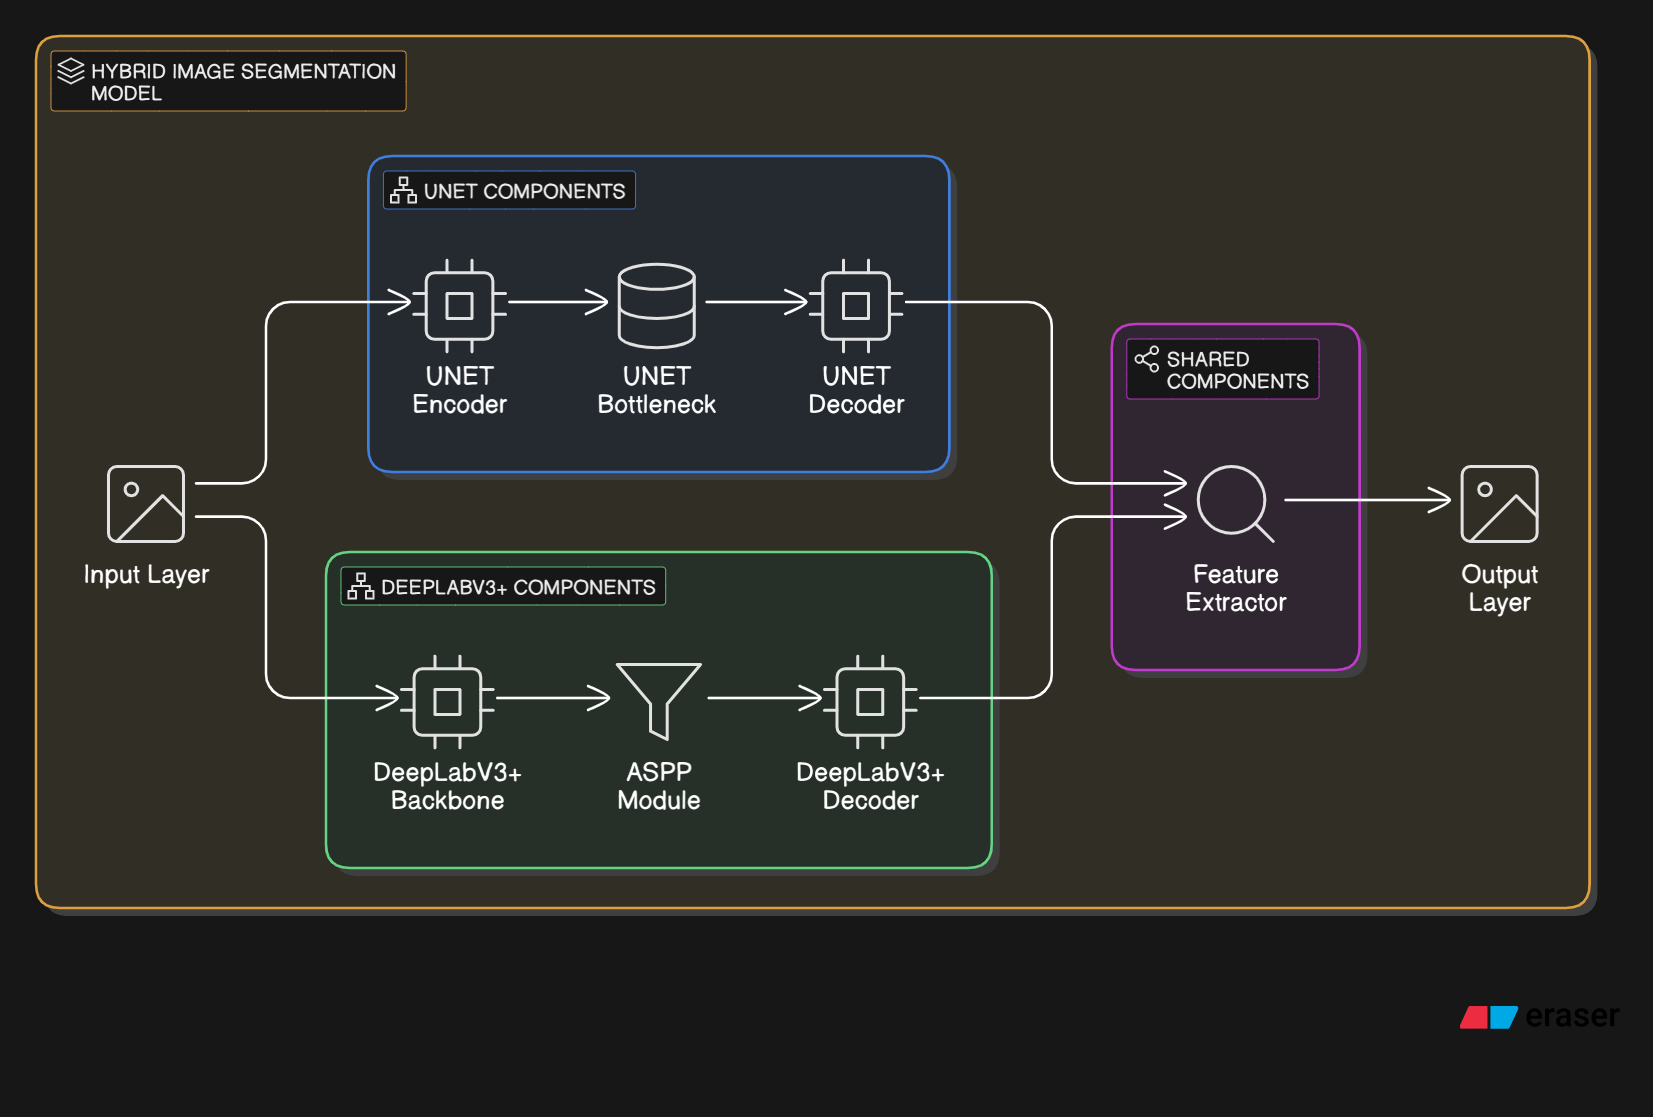 HYBRID IMAGE SEGMENTATION
MODEL
UNET COMPONENTS
UNET
Encoder
UNET
Bottleneck
UNET
Decoder
SHARED
COMPONENTS
Input Layer
Feature
Extractor
Output
Layer
DEEPLABV3+ COMPONENTS
DeepLabV3+
Backbone
ASPP
Module
DeepLabV3+
Decoder
eraser